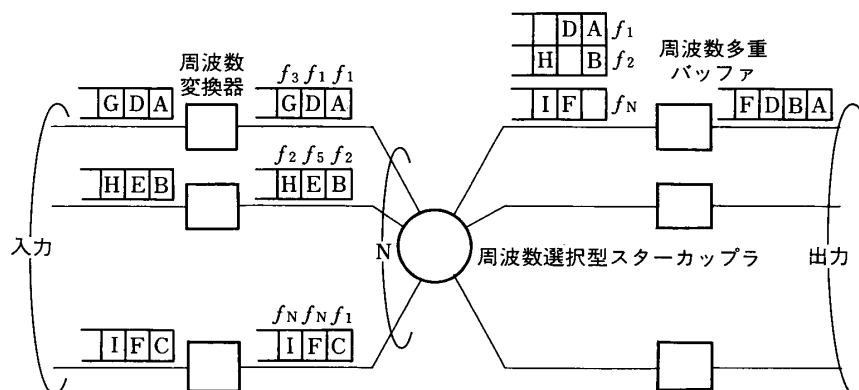 D A f1
H B f2
I F fN
周波数
変換器
周波数多重
バッファ
f3 f1 f1
G D A
G D A
F D B A
f2 f5 f2
H E B
H E B
入力
N
周波数選択型スターカップラ
出力
fN fN f1
I F C
I F C